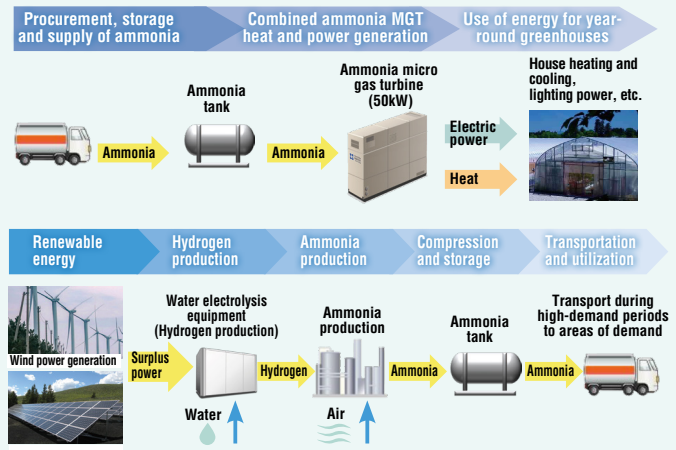 Procurement, storage
and supply of ammonia
Combined ammonia MGT
heat and power generation
Use of energy for year-
round greenhouses
Ammonia
Ammonia
tank
Ammonia
Ammonia micro
gas turbine
(50kW)
Electric
power
Heat
House heating and
cooling,
lighting power, etc.
Renewable
energy
Hydrogen
production
Ammonia
production
Compression
and storage
Transportation
and utilization
Wind power generation
Surplus
power
Water electrolysis
equipment
(Hydrogen production)
Water
Hydrogen
Ammonia
production
Air
Ammonia
Ammonia
tank
Ammonia
Transport during
high-demand periods
to areas of demand